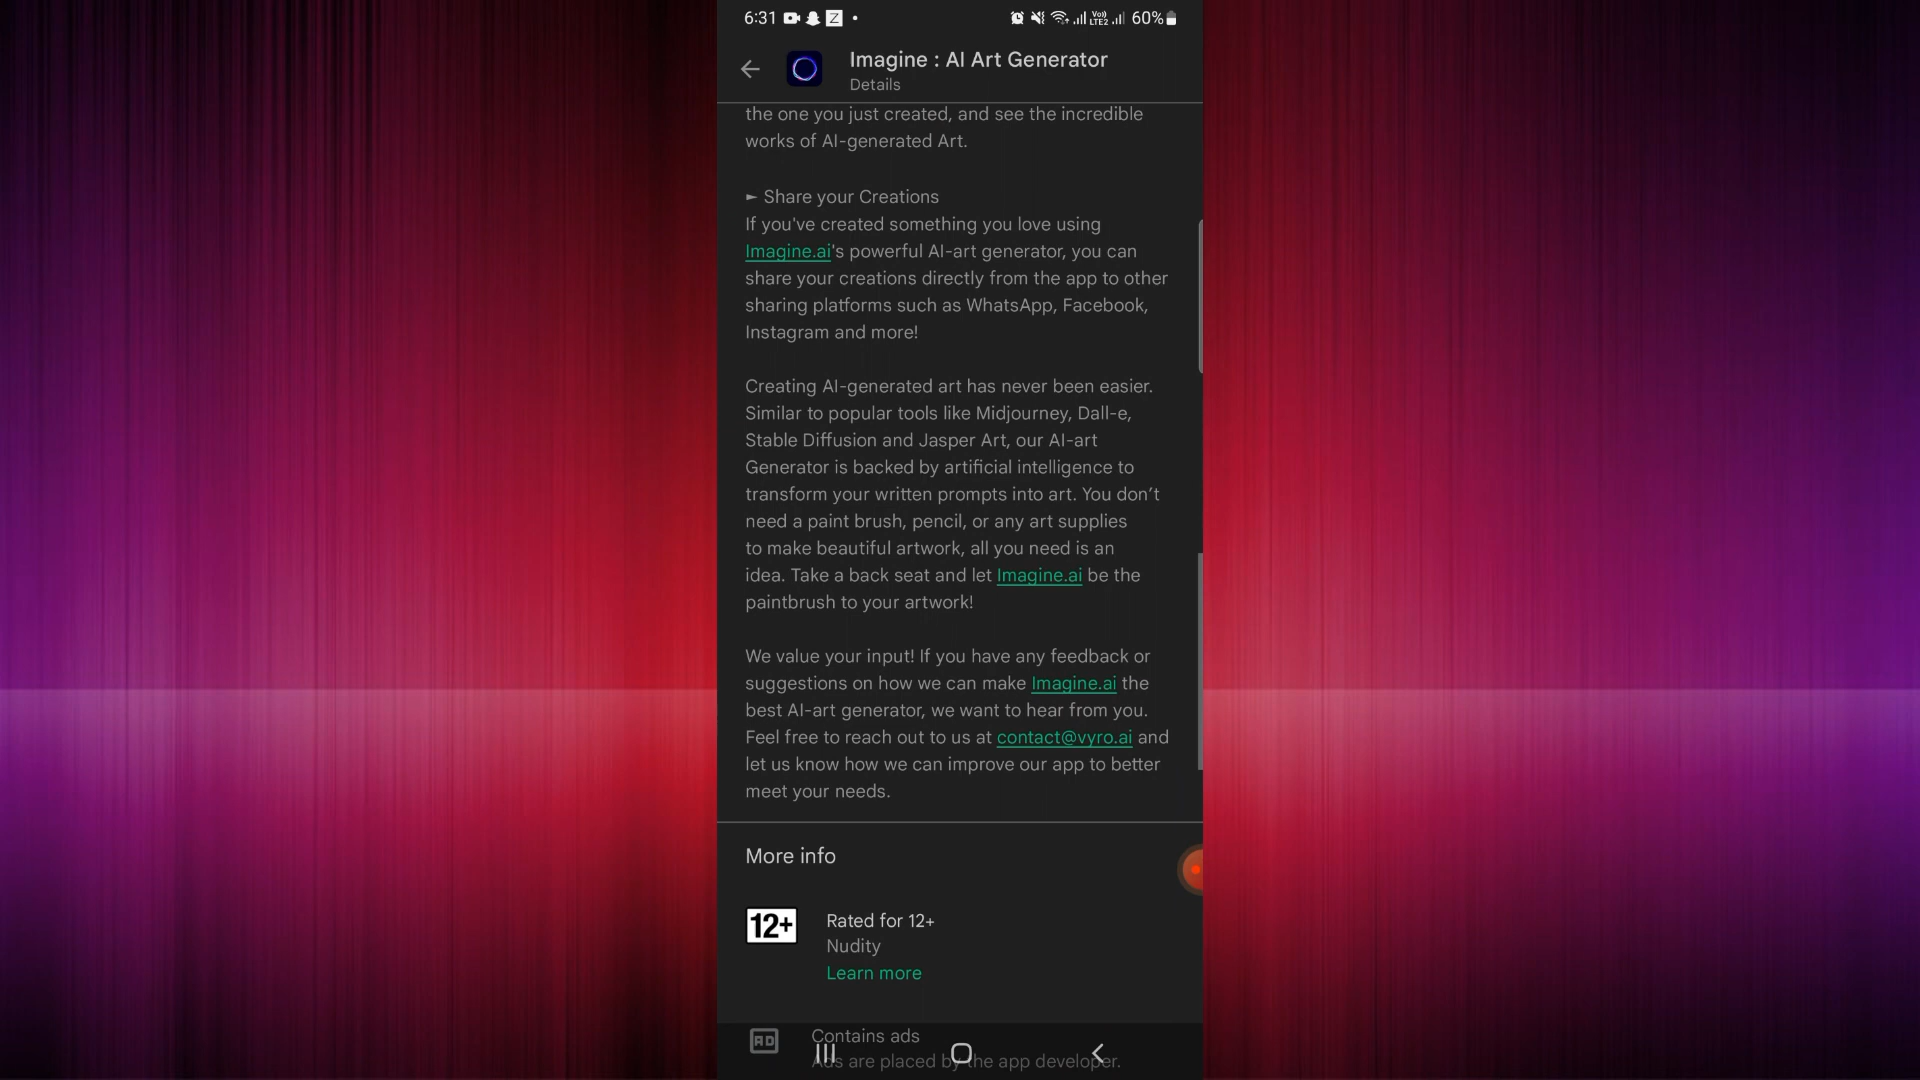 6:31 Z 60%
Vo)) LTE2
Imagine : AI Art Generator
Details
the one you just created, and see the incredible
works of AI-generated Art.
► Share your Creations
If you've created something you love using
Imagine.ai's powerful AI-art generator, you can
share your creations directly from the app to other
sharing platforms such as WhatsApp, Facebook,
Instagram and more!
Creating AI-generated art has never been easier.
Similar to popular tools like Midjourney, Dall-e,
Stable Diffusion and Jasper Art, our AI-art
Generator is backed by artificial intelligence to
transform your written prompts into art. You don’t
need a paint brush, pencil, or any art supplies
to make beautiful artwork, all you need is an
idea. Take a back seat and let Imagine.ai be the
paintbrush to your artwork!
We value your input! If you have any feedback or
suggestions on how we can make Imagine.ai the
best AI-art generator, we want to hear from you.
Feel free to reach out to us at contact@vyro.ai and
let us know how we can improve our app to better
meet your needs.
More info
12+
Rated for 12+
Nudity
Learn more
AD
Contains ads
Ads are placed by the app developer.